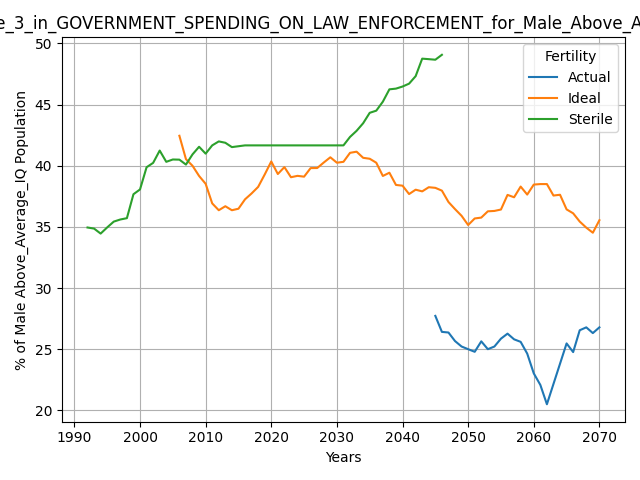 e_3_in_GOVERNMENT_SPENDING_ON_LAW_ENFORCEMENT_for_Male_Above_A
Fertility
Actual
Ideal
Sterile
% of Male Above_Average_IQ Population
50
45
40
35
30
25
20
1990 2000 2010 2020 2030 2040 2050 2060 2070
Years